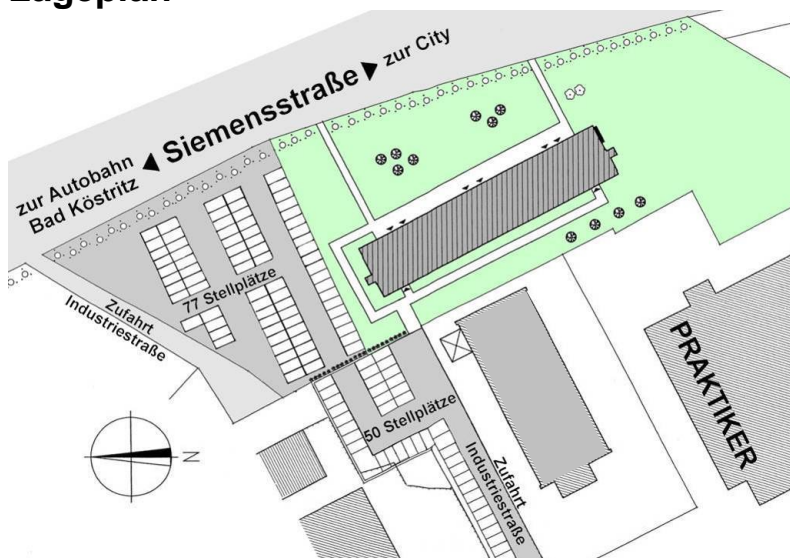 Lageplan
zur City
Siemensstraße
zur Autobahn
Bad Köstritz
77 Stellplätze
Zufahrt
Industriestraße
PRAKTIKER
50 Stellplätze
Zufahrt
Industriestraße
N